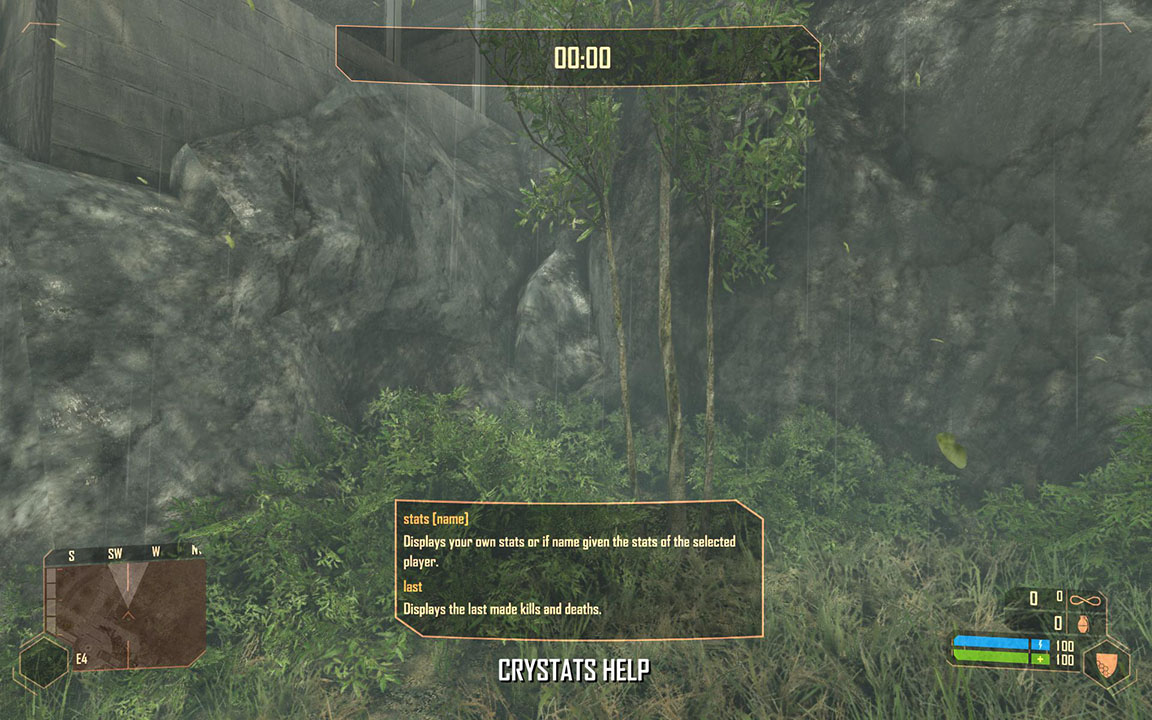 00:00
stats [name]
Displays your own stats or if name given the stats of the selected
player.
last
Displays the last made kills and deaths.
S SW W N
E4
0 0
0
100
100
CRYSTATS HELP